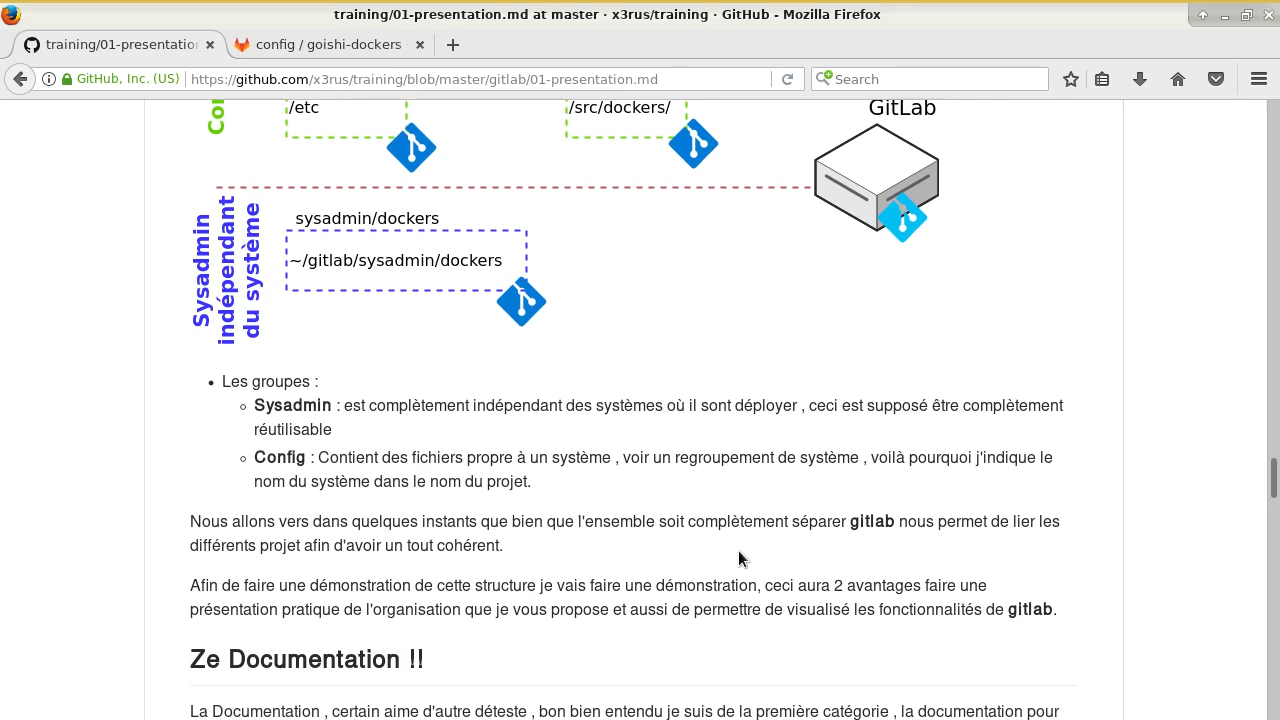 training/01-presentation.md at master · x3rus/training · GitHub - Mozilla Firefox
training/01-presentatio
config / goishi-dockers
GitHub, Inc. (US)
https://github.com/x3rus/training/blob/master/gitlab/01-presentation.md
Search
/etc
/src/dockers/
GitLab
Sysadmin
indépendant
du système
sysadmin/dockers
~/gitlab/sysadmin/dockers
Les groupes :
Sysadmin : est complètement indépendant des systèmes où il sont déployer , ceci est supposé être complètement
réutilisable
Config : Contient des fichiers propre à un système , voir un regroupement de système , voilà pourquoi j'indique le
nom du système dans le nom du projet.
Nous allons vers dans quelques instants que bien que l'ensemble soit complètement séparer gitlab nous permet de lier les
différents projet afin d'avoir un tout cohérent.
Afin de faire une démonstration de cette structure je vais faire une démonstration, ceci aura 2 avantages faire une
présentation pratique de l'organisation que je vous propose et aussi de permettre de visualisé les fonctionnalités de gitlab.
Ze Documentation !!
La Documentation , certain aime d'autre déteste , bon bien entendu je suis de la première catégorie , la documentation pour